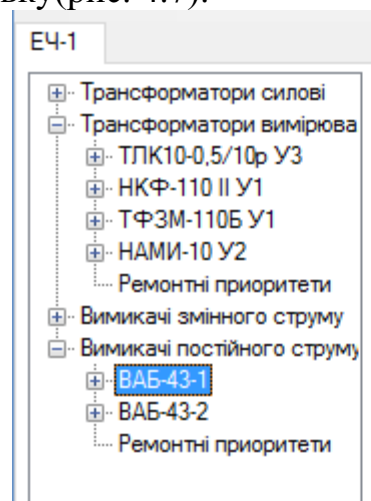 вку(рис. 4.7).
ЕЧ-1
Трансформатори силові
Трансформатори вимірюва
ТЛК10-0,5/10р У3
НКФ-110 ІІ У1
ТФЗМ-110Б У1
НАМИ-10 У2
Ремонтні приоритети
Вимикачі змінного струму
Вимикачі постійного струму
ВАБ-43-1
ВАБ-43-2
Ремонтні приоритети